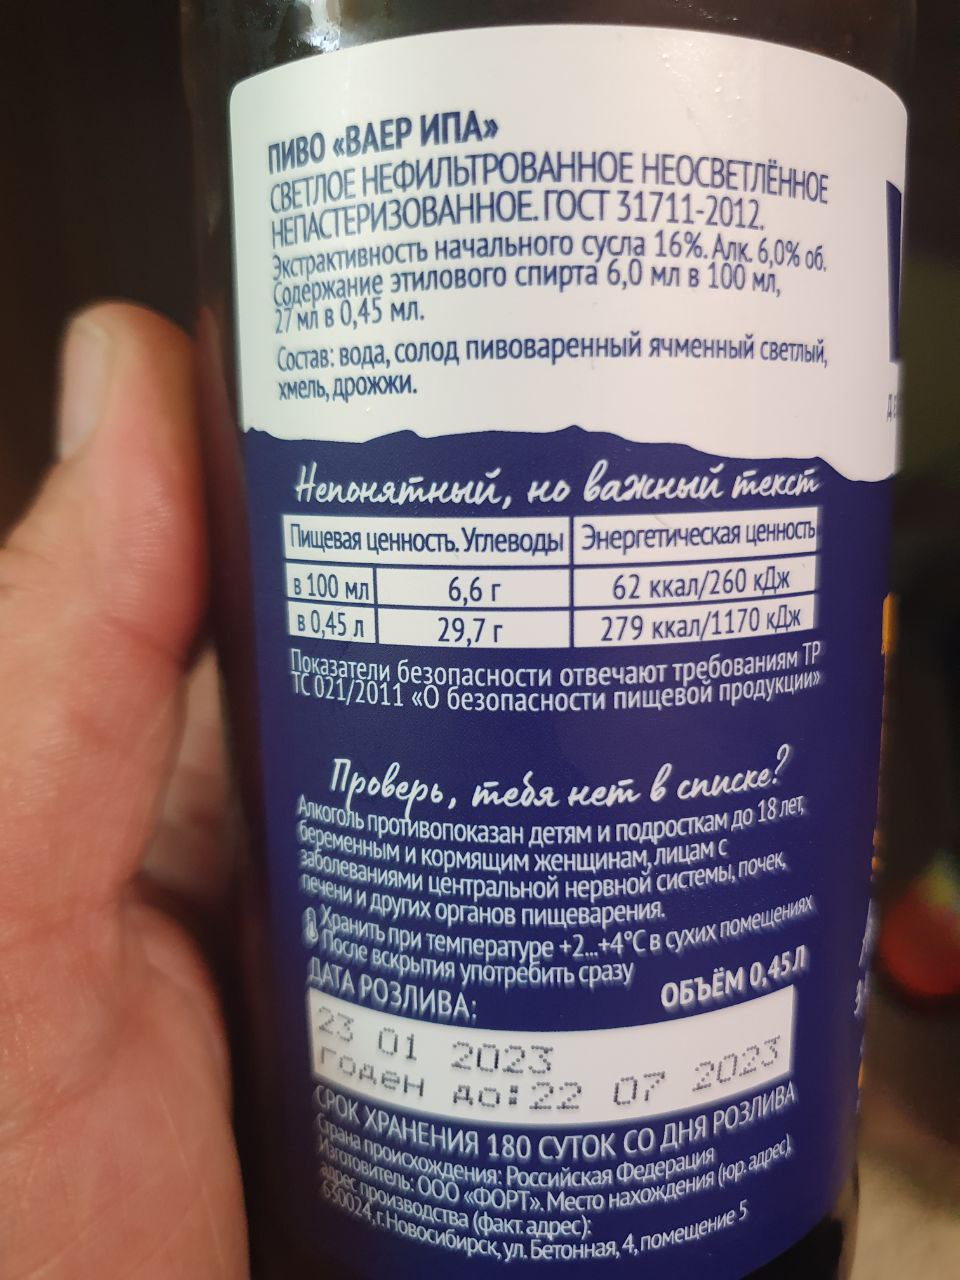 ПИВО «ВАЕР ИПА»
СВЕТЛОЕ НЕФИЛЬТРОВАННОЕ НЕОСВЕТЛЁННОЕ
НЕПАСТЕРИЗОВАННОЕ. ГОСТ 31711-2012.
Экстрактивность начального сусла 16%. Алк. 6,0% об.
Содержание этилового спирта 6,0 мл в 100 мл,
27 мл в 0,45 мл.
Состав: вода, солод пивоваренный ячменный светлый,
хмель, дрожжи.
Непонятный, но важный текст
Пищевая ценность. Углеводы Энергетическая ценность
в 100 мл 6,6 г 62 ккал/260 кДж
в 0,45 л 29,7 г 279 ккал/1170 кДж
Показатели безопасности отвечают требованиям ТР
ТС 021/2011 «О безопасности пищевой продукции»
Проверь, тебя нет в списке?
Алкоголь противопоказан детям и подросткам до 18 лет,
беременным и кормящим женщинам, лицам с
заболеваниями центральной нервной системы, почек,
печени и других органов пищеварения.
Хранить при температуре +2...+4°С в сухих помещениях
После вскрытия употребить сразу
ДАТА РОЗЛИВА:
ОБЪЁМ 0,45Л
23 01 2023
годен до: 22 07 2023
СРОК ХРАНЕНИЯ 180 СУТОК СО ДНЯ РОЗЛИВА
Страна происхождения: Российская Федерация
Изготовитель: ООО «ФОРТ». Место нахождения (юр. адрес),
адрес производства (факт. адрес):
630024, г. Новосибирск, ул. Бетонная, 4, помещение 5